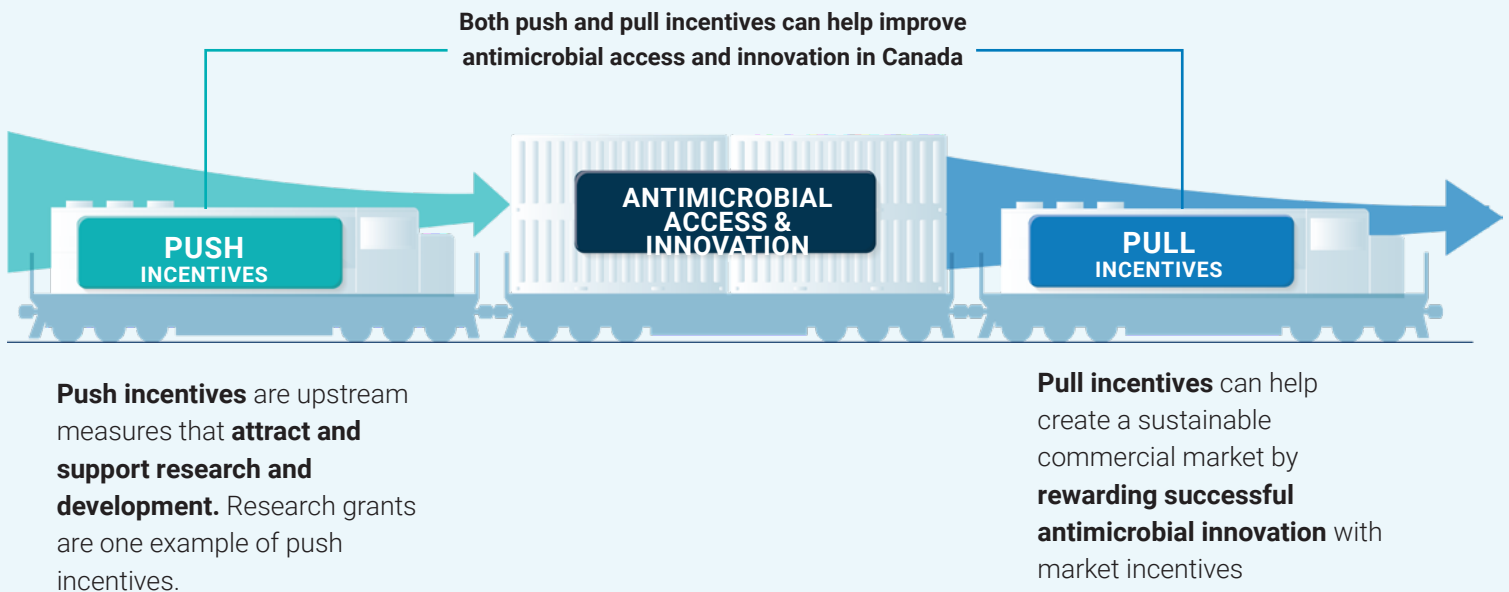 Both push and pull incentives can help improve
antimicrobial access and innovation in Canada
PUSH
INCENTIVES
ANTIMICROBIAL
ACCESS &
INNOVATION
PULL
INCENTIVES
Push incentives are upstream
measures that attract and
support research and
development. Research grants
are one example of push
incentives.
Pull incentives can help
create a sustainable
commercial market by
rewarding successful
antimicrobial innovation with
market incentives